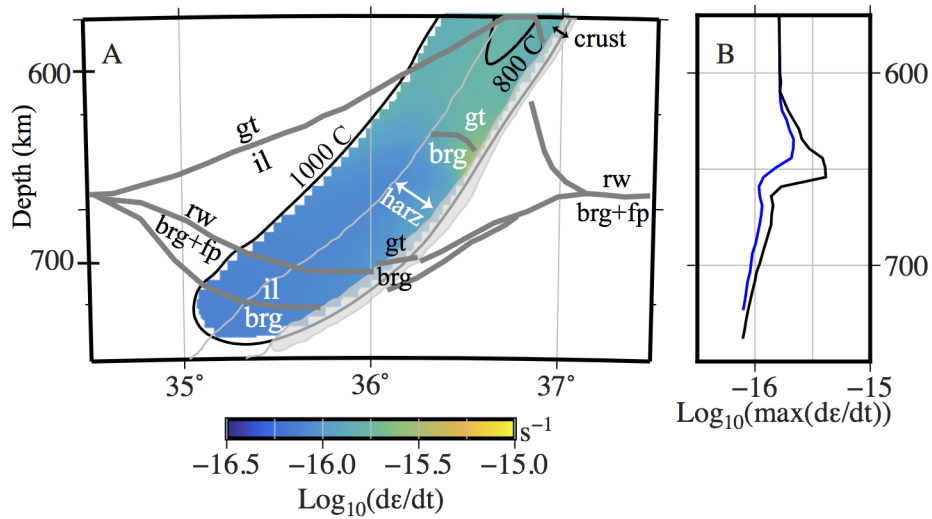 A
B
crust
600
600
800 C
gt
gt
il
brg
1000 C
Depth (km)
harz
rw
rw
brg+fp
brg+fp
gt
700
700
brg
il
brg
35°
36°
37°
−16
−15
Log10(max(dε/dt))
s−1
−16.5
−16.0
−15.5
−15.0
Log10(dε/dt)